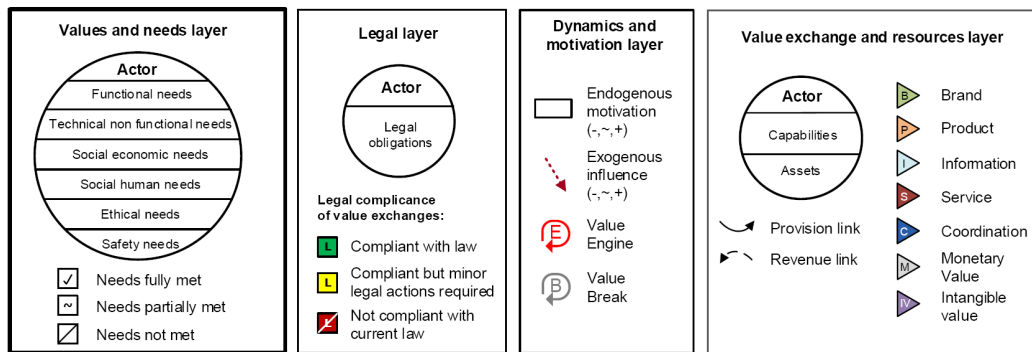 Values and needs layer
Actor
Functional needs
Technical non functional needs
Social economic needs
Social human needs
Ethical needs
Safety needs
✓ Needs fully met
~ Needs partially met
Needs not met
Legal layer
Actor
Legal
obligations
Legal complicance
of value exchanges:
L Compliant with law
L Compliant but minor
legal actions required
L Not compliant with
current law
Dynamics and
motivation layer
Endogenous
motivation
(-,~,+)
Exogenous
influence
(-,~,+)
E Value
Engine
B Value
Break
Value exchange and resources layer
Actor
Capabilities
Assets
Provision link
Revenue link
B Brand
P Product
I Information
S Service
C Coordination
M Monetary
Value
IV Intangible
value